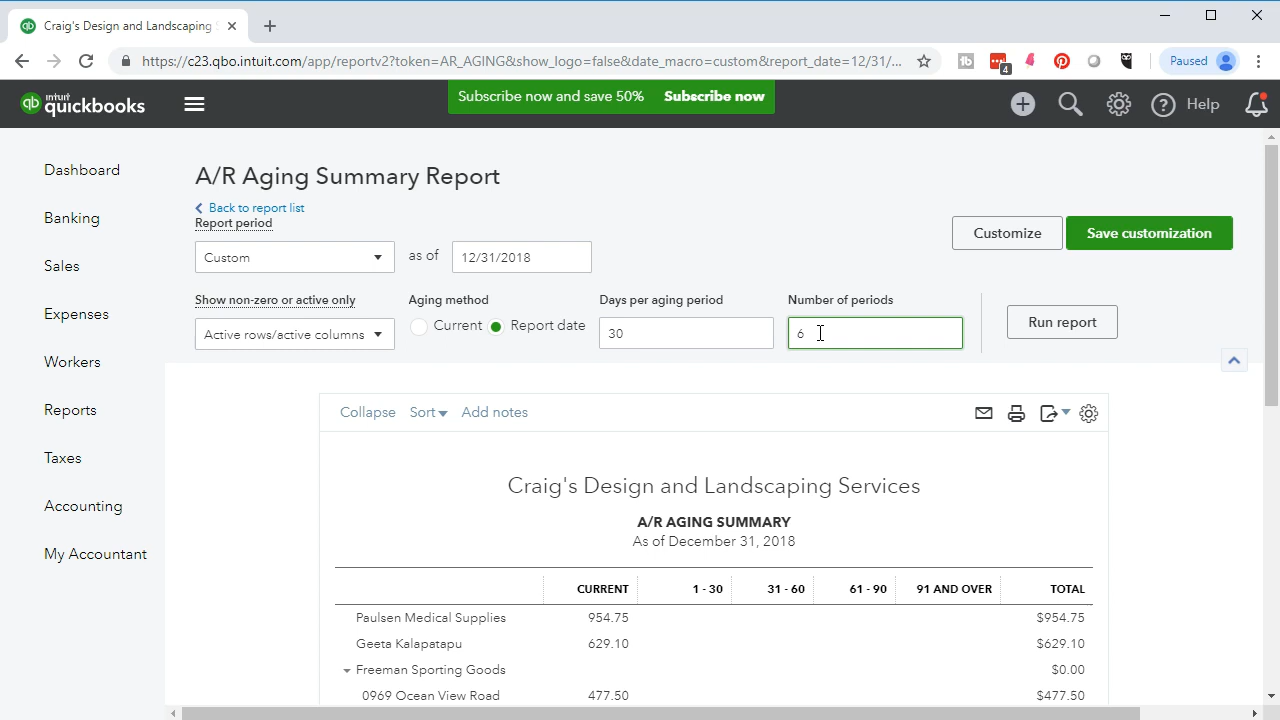 Craig's Design and Landscaping
https://c23.qbo.intuit.com/app/reportv2?token=AR_AGING&show_logo=false&date_macro=custom&report_date=12/31/...
tb
4
Paused
qb intuit quickbooks
Subscribe now and save 50% Subscribe now
Help
Dashboard
Banking
Sales
Expenses
Workers
Reports
Taxes
Accounting
My Accountant
A/R Aging Summary Report
Back to report list
Report period
Custom
as of
12/31/2018
Customize
Save customization
Show non-zero or active only
Active rows/active columns
Aging method
Current
Report date
Days per aging period
30
Number of periods
6
Run report
Collapse Sort Add notes
Craig's Design and Landscaping Services
A/R AGING SUMMARY
As of December 31, 2018
CURRENT 1 - 30 31 - 60 61 - 90 91 AND OVER TOTAL
Paulsen Medical Supplies 954.75 $954.75
Geeta Kalapatapu 629.10 $629.10
Freeman Sporting Goods $0.00
0969 Ocean View Road 477.50 $477.50